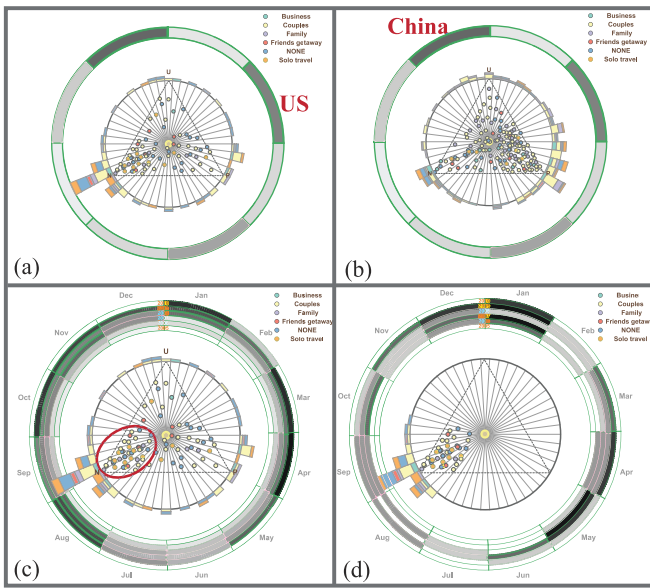 Business
Couples
Family
Friends getaway
NONE
Solo travel
U
US
(a)
China
Business
Couples
Family
Friends getaway
NONE
Solo travel
U
N
(b)
Dec
Jan
Nov
Feb
Oct
Mar
Sep
Apr
Aug
May
Jul
Jun
Business
Couples
Family
Friends getaway
NONE
Solo travel
U
(c)
Dec
Jan
Nov
Feb
Oct
Mar
Sep
Apr
Aug
May
Jul
Jun
Busine
Couples
Family
Friends getaway
NONE
Solo travel
(d)